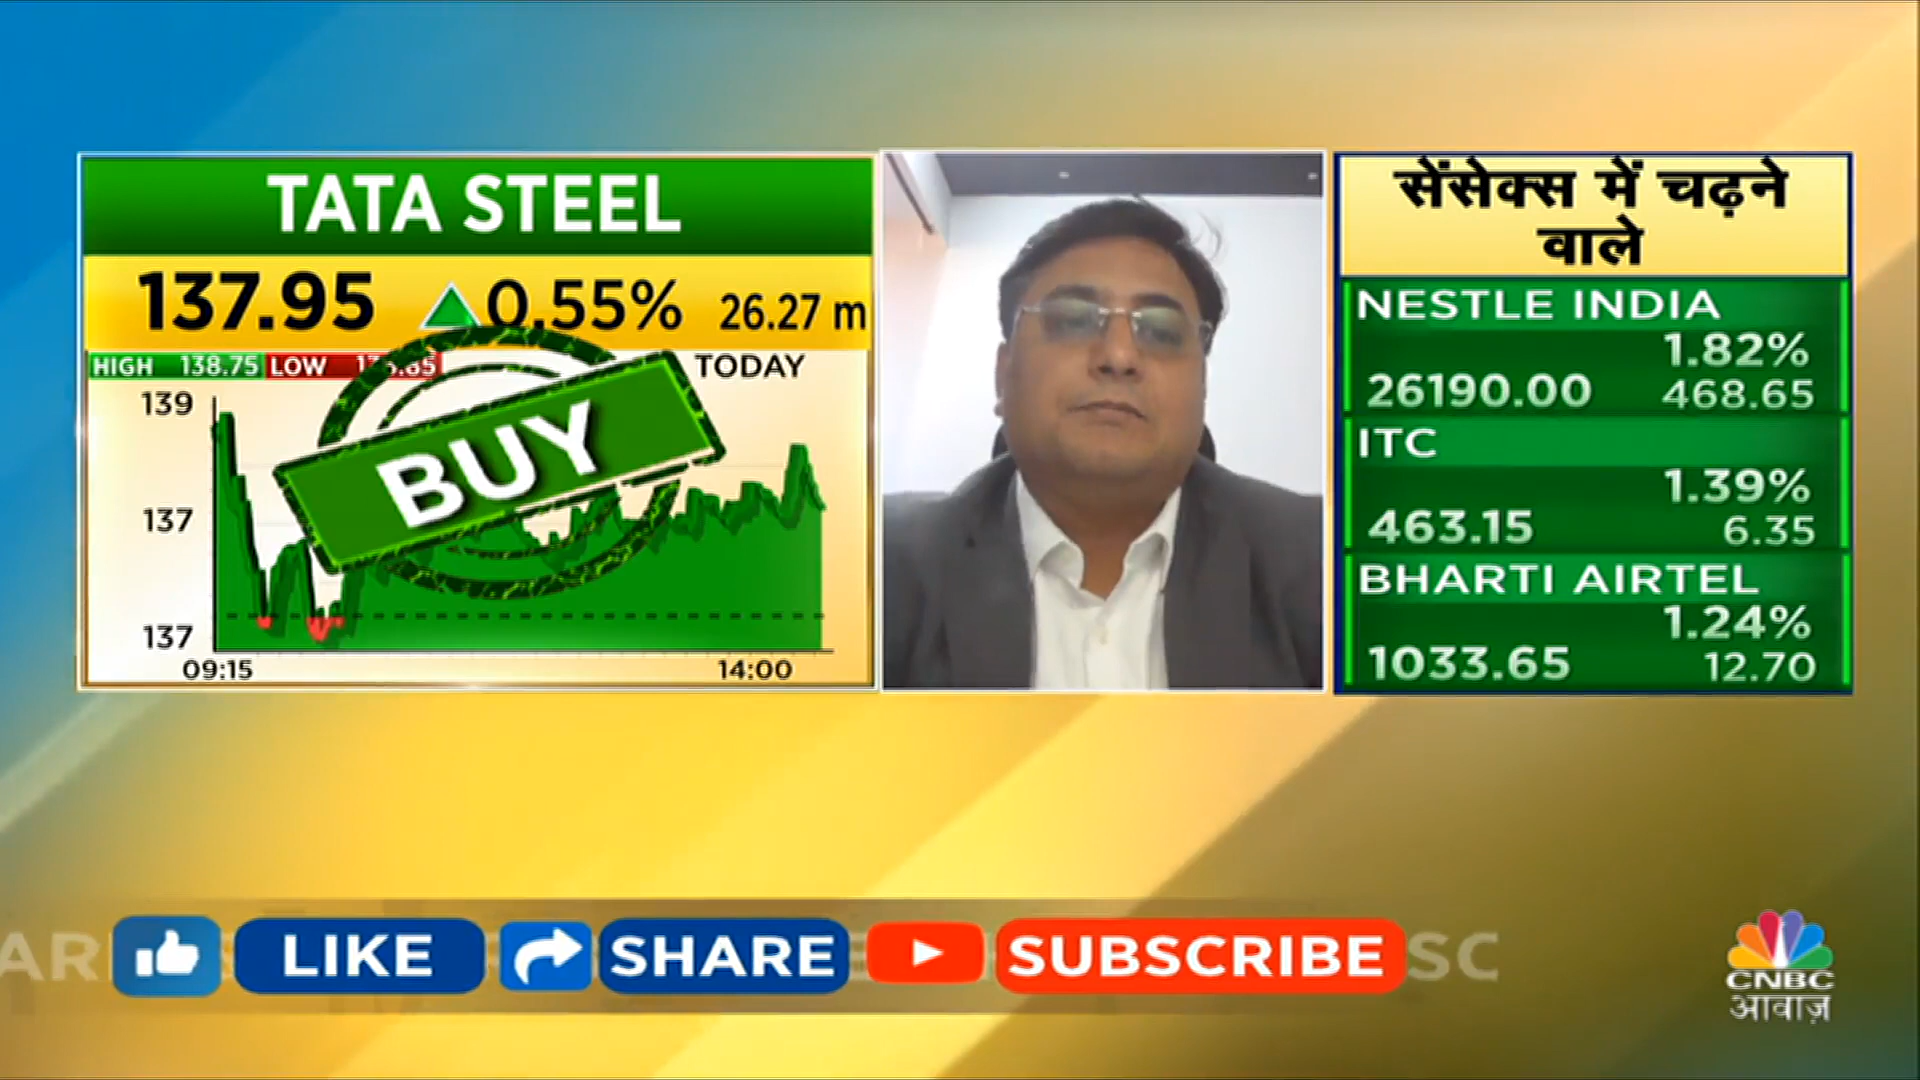 TATA STEEL
137.95 0.55% 26.27 m
HIGH 138.75 LOW TODAY
139
137
137
09:15 14:00
BUY
सेंसेक्स में चढ़ने
वाले
NESTLE INDIA
1.82%
26190.00 468.65
ITC
1.39%
463.15 6.35
BHARTI AIRTEL
1.24%
1033.65 12.70
LIKE SHARE SUBSCRIBE
CNBC
आवाज़